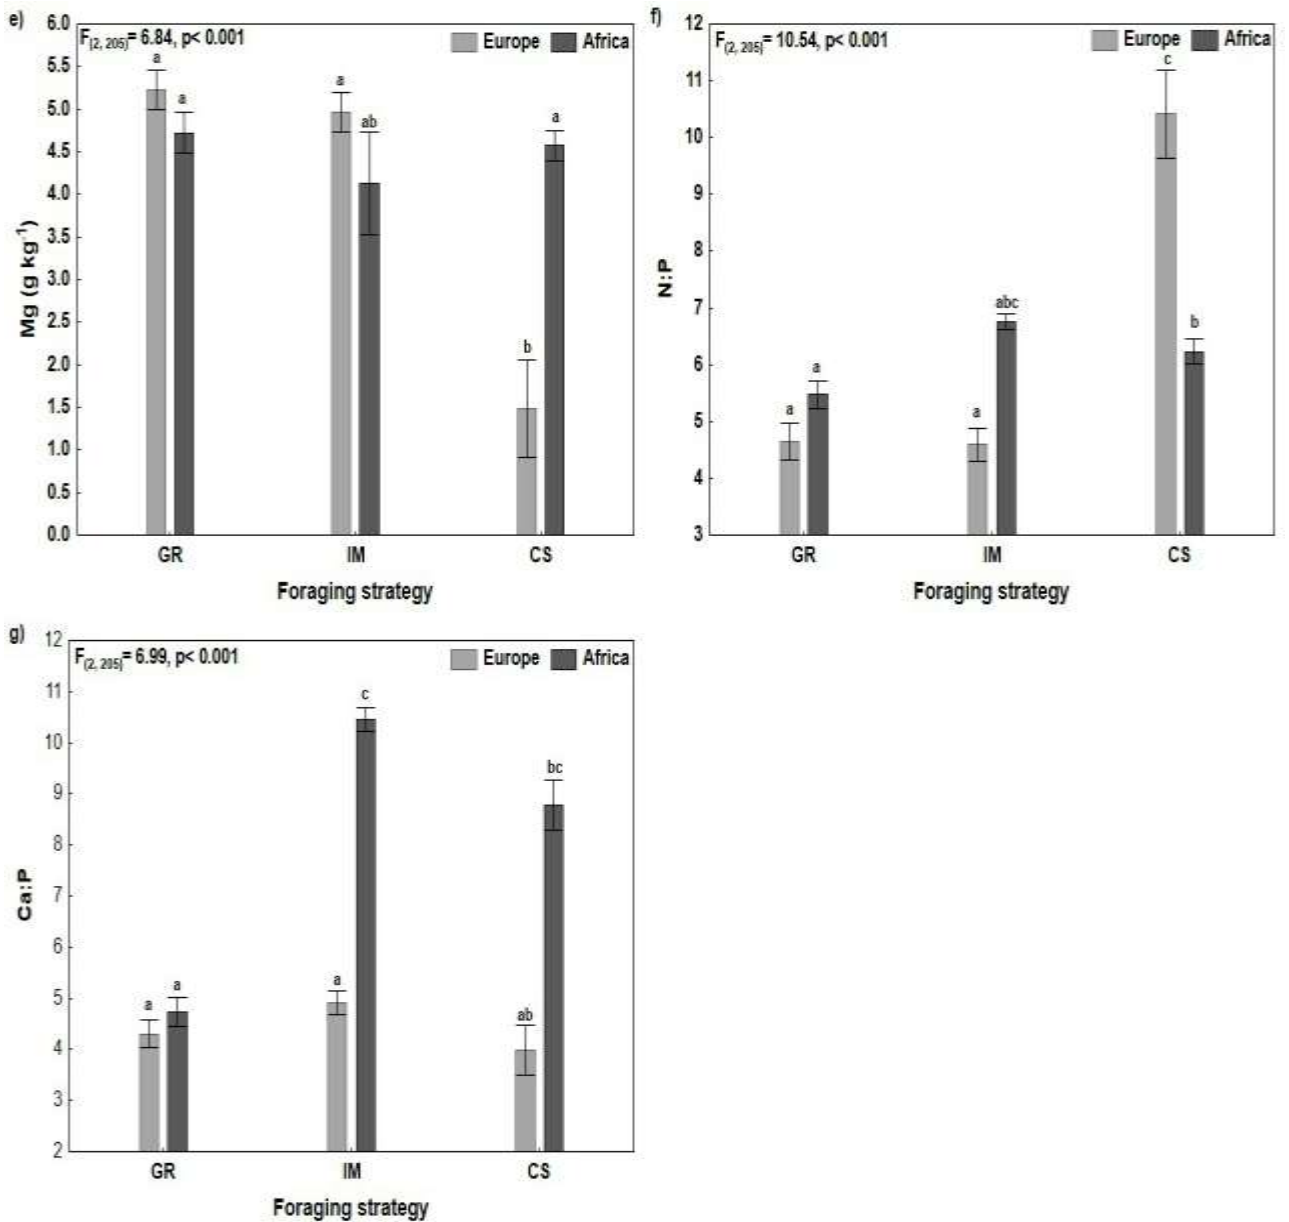 e)
F(2, 205)= 6.84, p< 0.001
Europe Africa
6.0
5.5
5.0
4.5
4.0
3.5
3.0
2.5
2.0
1.5
1.0
0.5
0.0
Mg (g kg-1)
a
a
a
ab
b
a
GR IM CS
Foraging strategy
f)
F(2, 205)= 10.54, p< 0.001
Europe Africa
12
11
10
9
8
7
6
5
4
3
N:P
a
a
a
abc
c
b
GR IM CS
Foraging strategy
g)
F(2, 205)= 6.99, p< 0.001
Europe Africa
12
11
10
9
8
7
6
5
4
3
2
Ca:P
a
a
a
c
ab
bc
GR IM CS
Foraging strategy